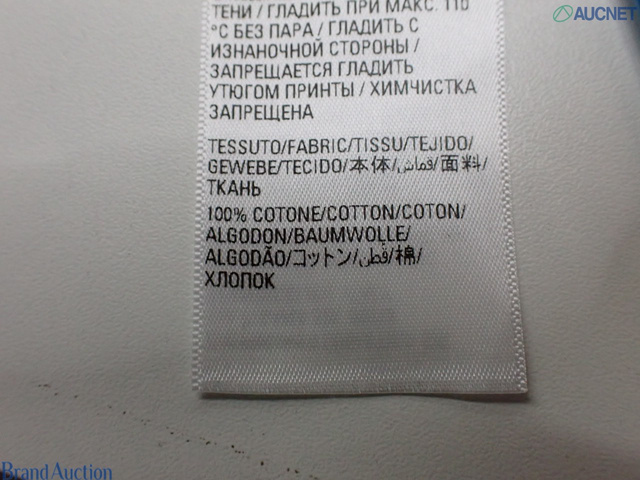 AUCNET
ТЕНИ / ГЛАДИТЬ ПРИ МАКС. 110
°C БЕЗ ПАРА / ГЛАДИТЬ С
ИЗНАНОЧНОЙ СТОРОНЫ /
ЗАПРЕЩАЕТСЯ ГЛАДИТЬ
УТЮГОМ ПРИНТЫ / ХИМЧИСТКА
ЗАПРЕЩЕНА
TESSUTO/FABRIC/TISSU/TEJIDO/
GEWEBE/TECIDO/本体/قماش/面料/
ТКАНЬ
100% COTONE/COTTON/COTON/
ALGODON/BAUMWOLLE/
ALGODÃO/コットン/قطن/棉/
ХЛОПОК
BrandAuction